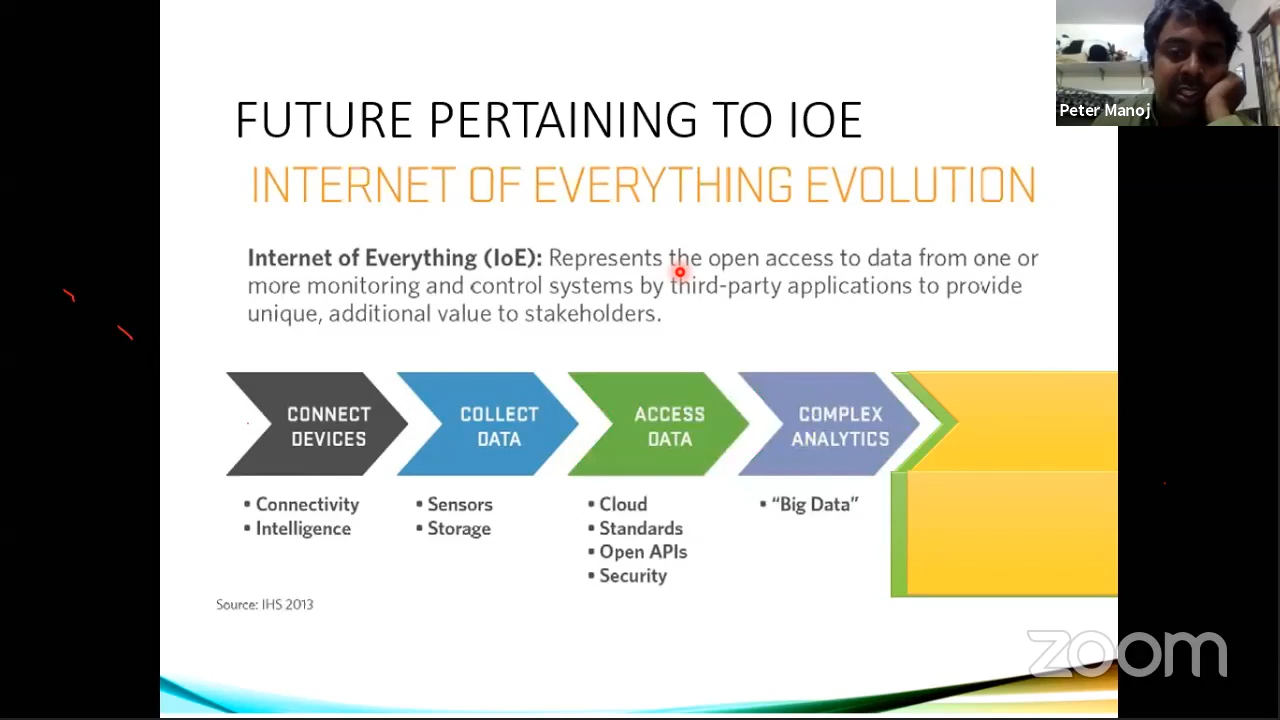 Peter Manoj
FUTURE PERTAINING TO IOE
INTERNET OF EVERYTHING EVOLUTION
Internet of Everything (IoE): Represents the open access to data from one or
more monitoring and control systems by third-party applications to provide
unique, additional value to stakeholders.
CONNECT
DEVICES
COLLECT
DATA
ACCESS
DATA
COMPLEX
ANALYTICS
▪ Connectivity
▪ Intelligence
▪ Sensors
▪ Storage
▪ Cloud
▪ Standards
▪ Open APIs
▪ Security
▪ “Big Data”
Source: IHS 2013
zoom